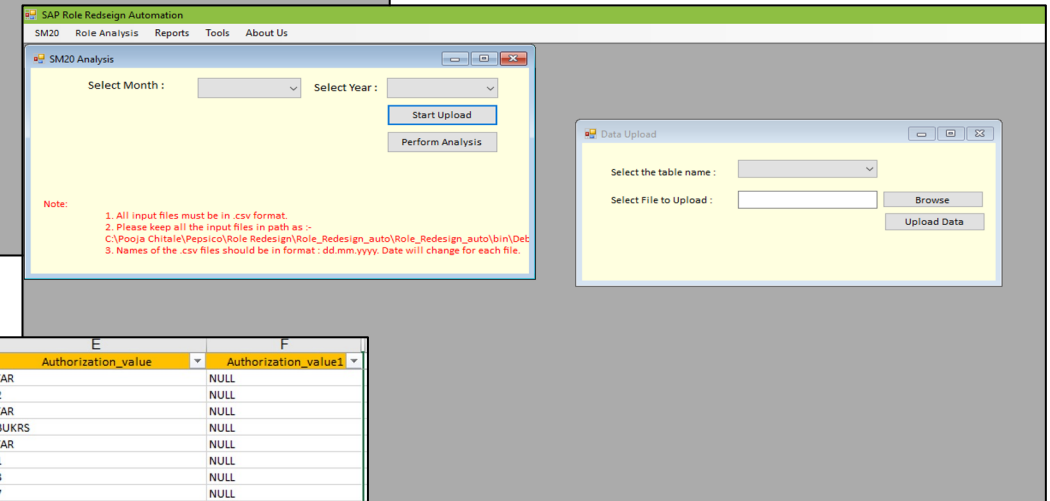 SAP Role Redseign Automation
SM20 Role Analysis Reports Tools About Us
SM20 Analysis
Select Month :
Select Year :
Start Upload
Perform Analysis
Note:
1. All input files must be in .csv format.
2. Please keep all the input files in path as :-
C:\Pooja Chitale\Pepsico\Role Redesign\Role_Redesign_auto\Role_Redesign_auto\bin\Deb
3. Names of the .csv files should be in format : dd.mm.yyyy. Date will change for each file.
Data Upload
Select the table name :
Select File to Upload :
Browse
Upload Data
E F
Authorization_value Authorization_value1
NULL
NULL
NULL
BUKRS NULL
NULL
NULL
NULL
NULL